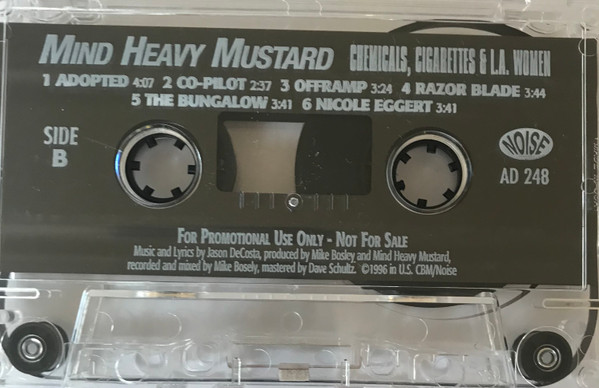 MIND HEAVY MUSTARD CHEMICALS, CIGARETTES & L.A. WOMEN
1 ADOPTED 4:07 2 CO-PILOT 2:37 3 OFFRAMP 3:24 4 RAZOR BLADE 3:44
5 THE BUNGALOW 3:41 6 NICOLE EGGERT 3:41
SIDE
B
NOISE
AD 248
FOR PROMOTIONAL USE ONLY - NOT FOR SALE
Music and Lyrics by Jason DeCosta, produced by Mike Bosley and Mind Heavy Mustard,
recorded and mixed by Mike Bosely, mastered by Dave Schultz. ©1996 in U.S. CBM/Noise